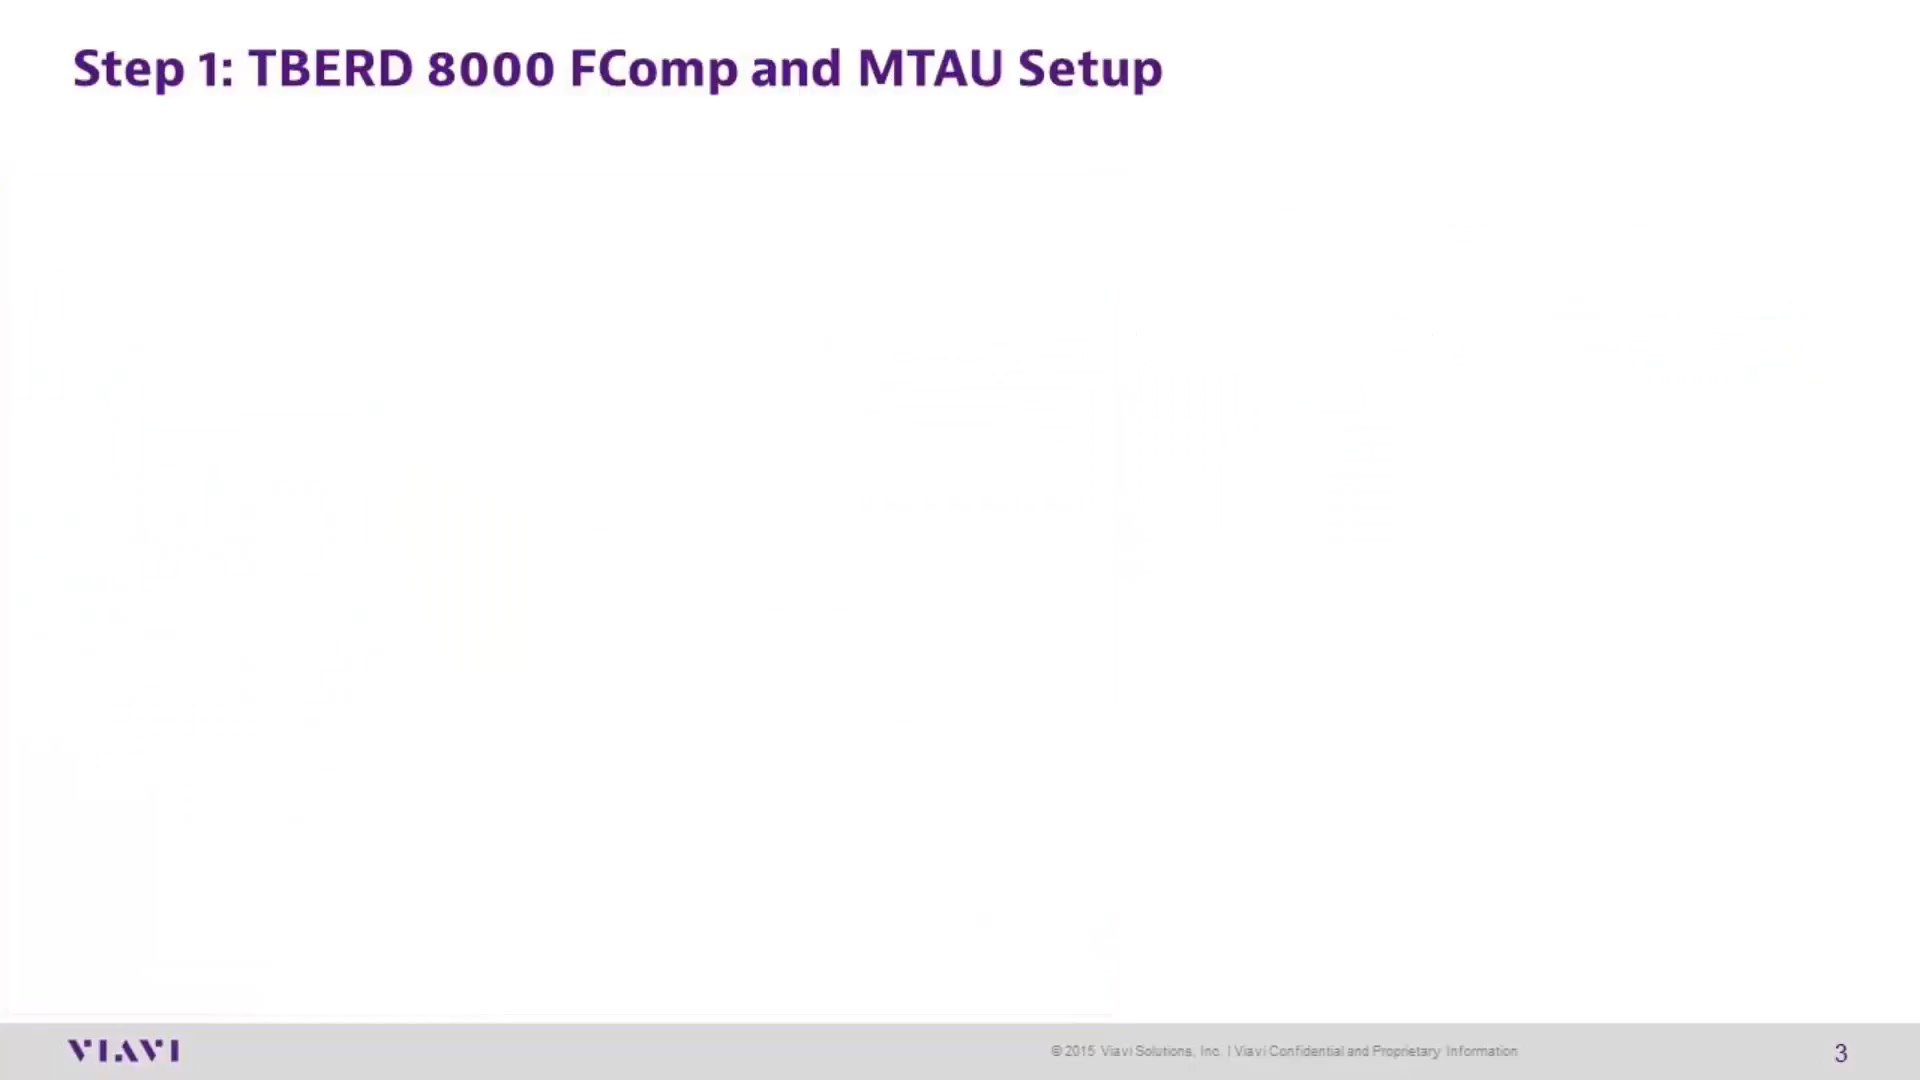 Step 1: TBERD 8000 FComp and MTAU Setup
VIAVI
© 2015 Viavi Solutions, Inc. | Viavi Confidential and Proprietary Information
3